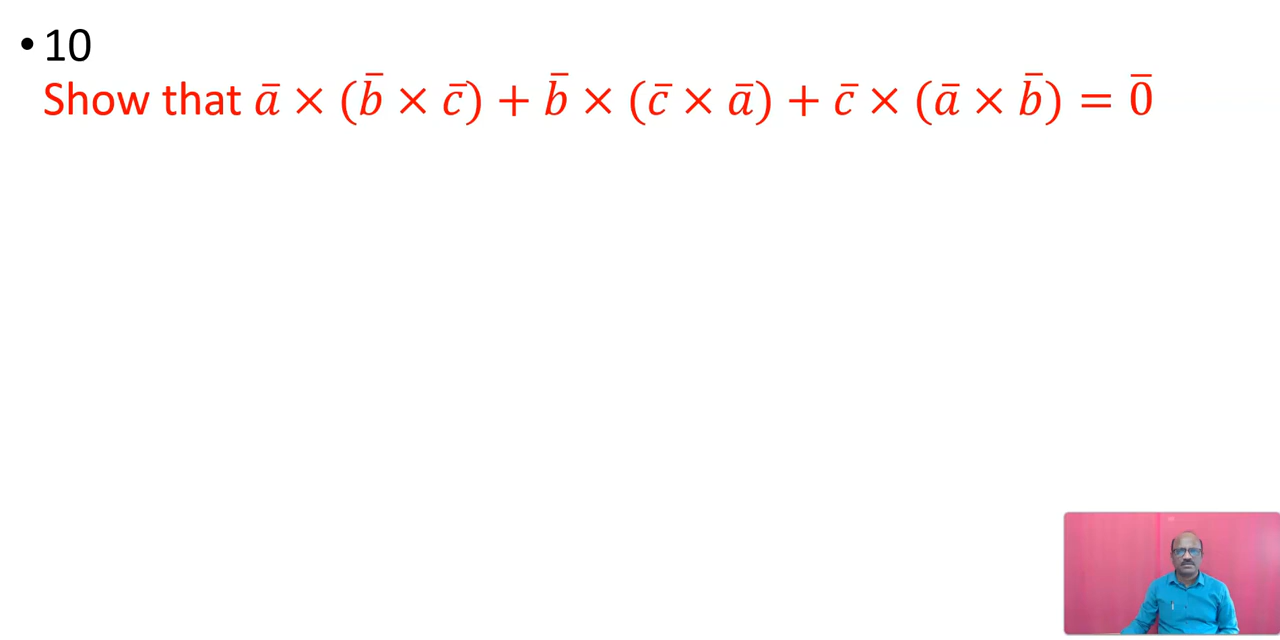 • 10
Show that a̅ × (b̅ × c̅) + b̅ × (c̅ × a̅) + c̅ × (a̅ × b̅) = 0̅